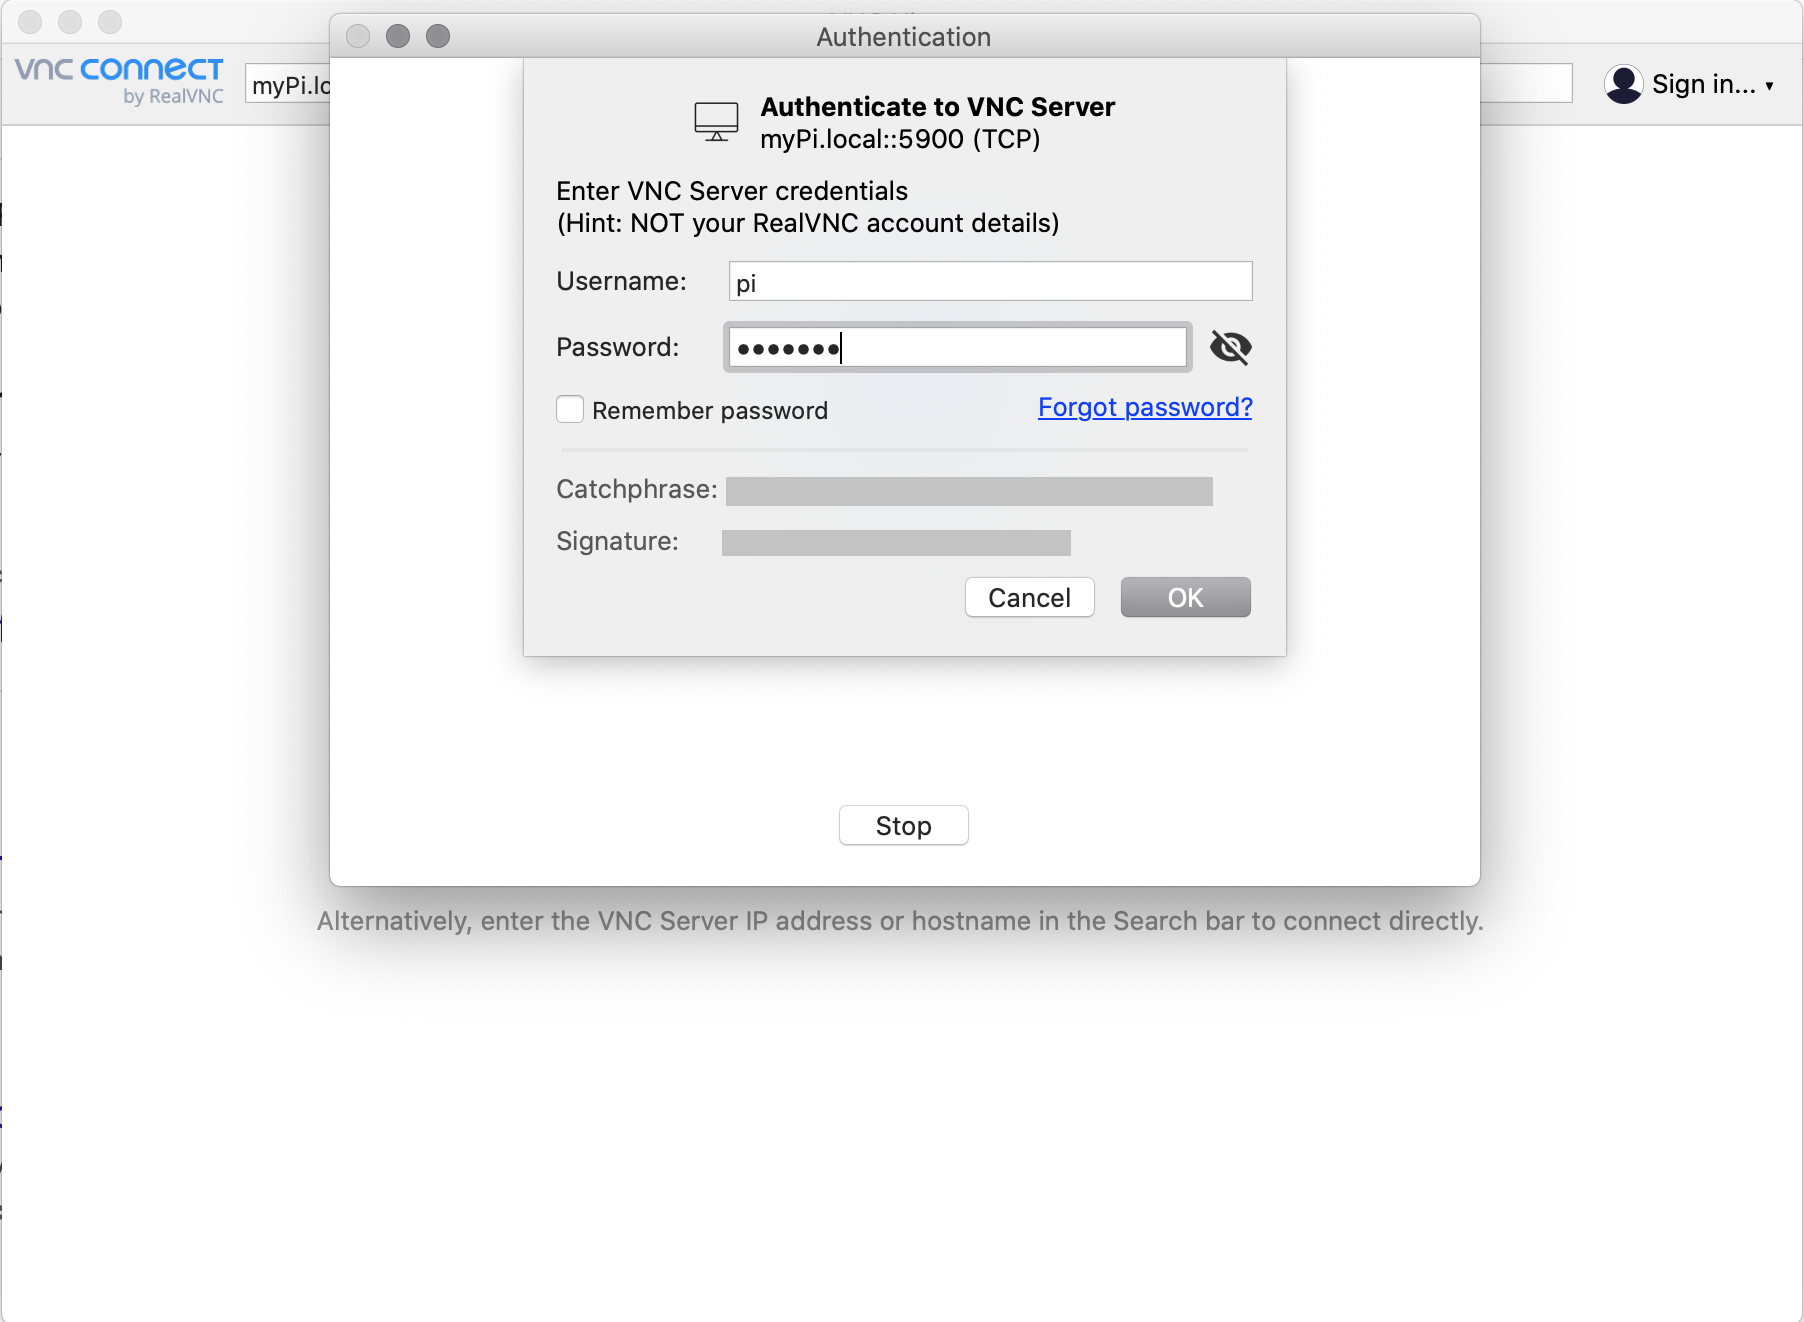 Authentication
vnc connect
by RealVNC
myPi.lo
Sign in...
Authenticate to VNC Server
myPi.local::5900 (TCP)
Enter VNC Server credentials
(Hint: NOT your RealVNC account details)
Username: pi
Password: •••••••
Remember password
Forgot password?
Catchphrase:
Signature:
Cancel
OK
Stop
Alternatively, enter the VNC Server IP address or hostname in the Search bar to connect directly.